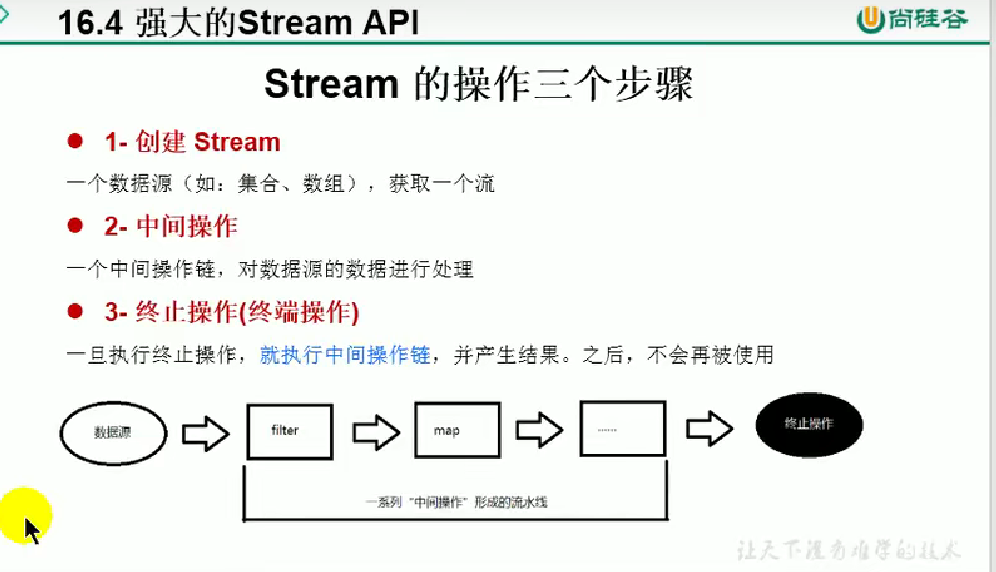 16.4 强大的Stream API
尚硅谷
Stream 的操作三个步骤
1- 创建 Stream
一个数据源（如：集合、数组），获取一个流
2- 中间操作
一个中间操作链，对数据源的数据进行处理
3- 终止操作(终端操作)
一旦执行终止操作，就执行中间操作链，并产生结果。之后，不会再被使用
数据源
filter
map
......
终止操作
一系列“中间操作”形成的流水线
让天下没有难学的技术